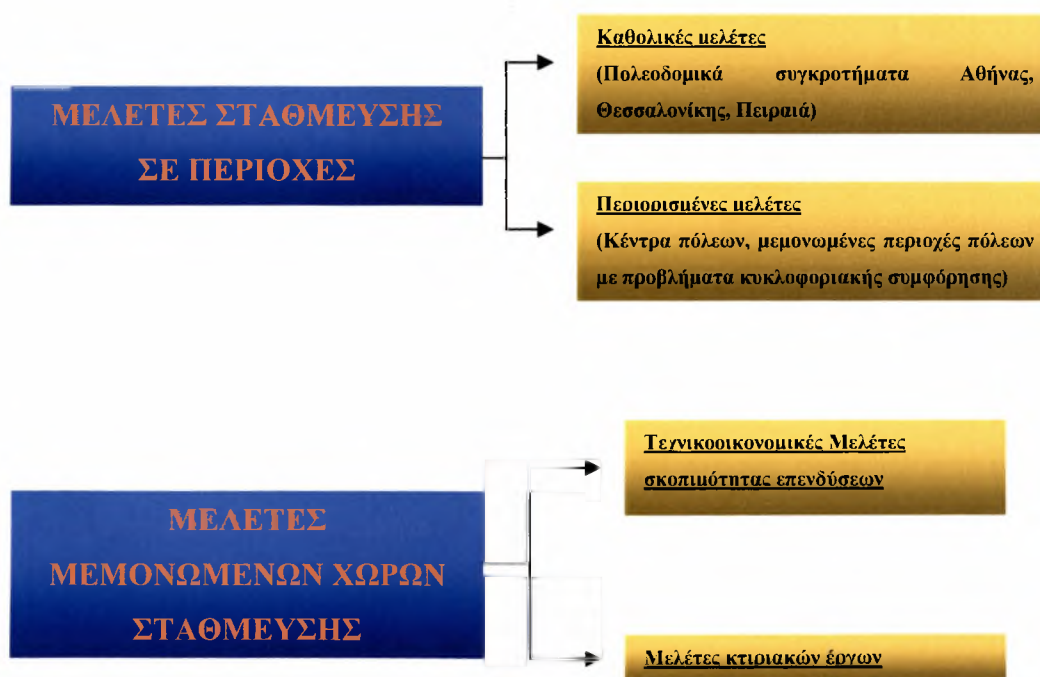 ΜΕΛΕΤΕΣ ΣΤΑΘΜΕΥΣΗΣ
ΣΕ ΠΕΡΙΟΧΕΣ
Καθολικές μελέτες
(Πολεοδομικά συγκροτήματα Αθήνας,
Θεσσαλονίκης, Πειραιά)
Περιορισμένες μελέτες
(Κέντρα πόλεων, μεμονωμένες περιοχές πόλεων
με προβλήματα κυκλοφοριακής συμφόρησης)
ΜΕΛΕΤΕΣ
ΜΕΜΟΝΩΜΕΝΩΝ ΧΩΡΩΝ
ΣΤΑΘΜΕΥΣΗΣ
Τεχνικοοικονομικές Μελέτες
σκοπιμότητας επενδύσεων
Μελέτες κτιριακών έργων